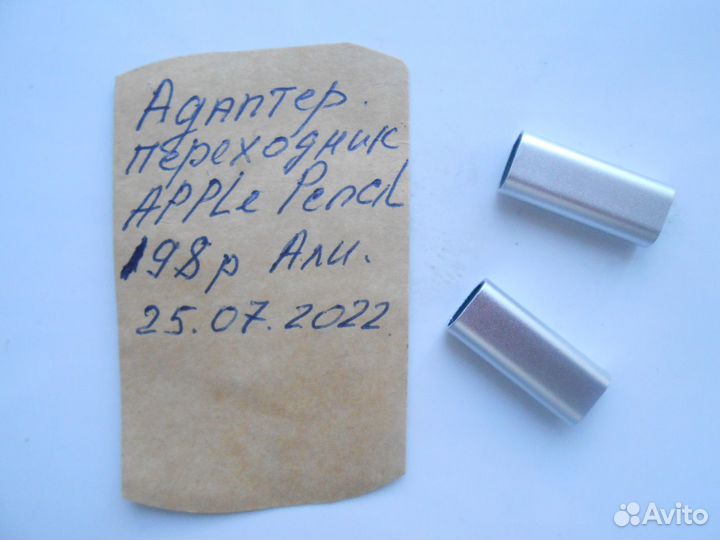 Адаптер.
переходник
APPLe Pencil
198р Али.
25.07.2022
Avito